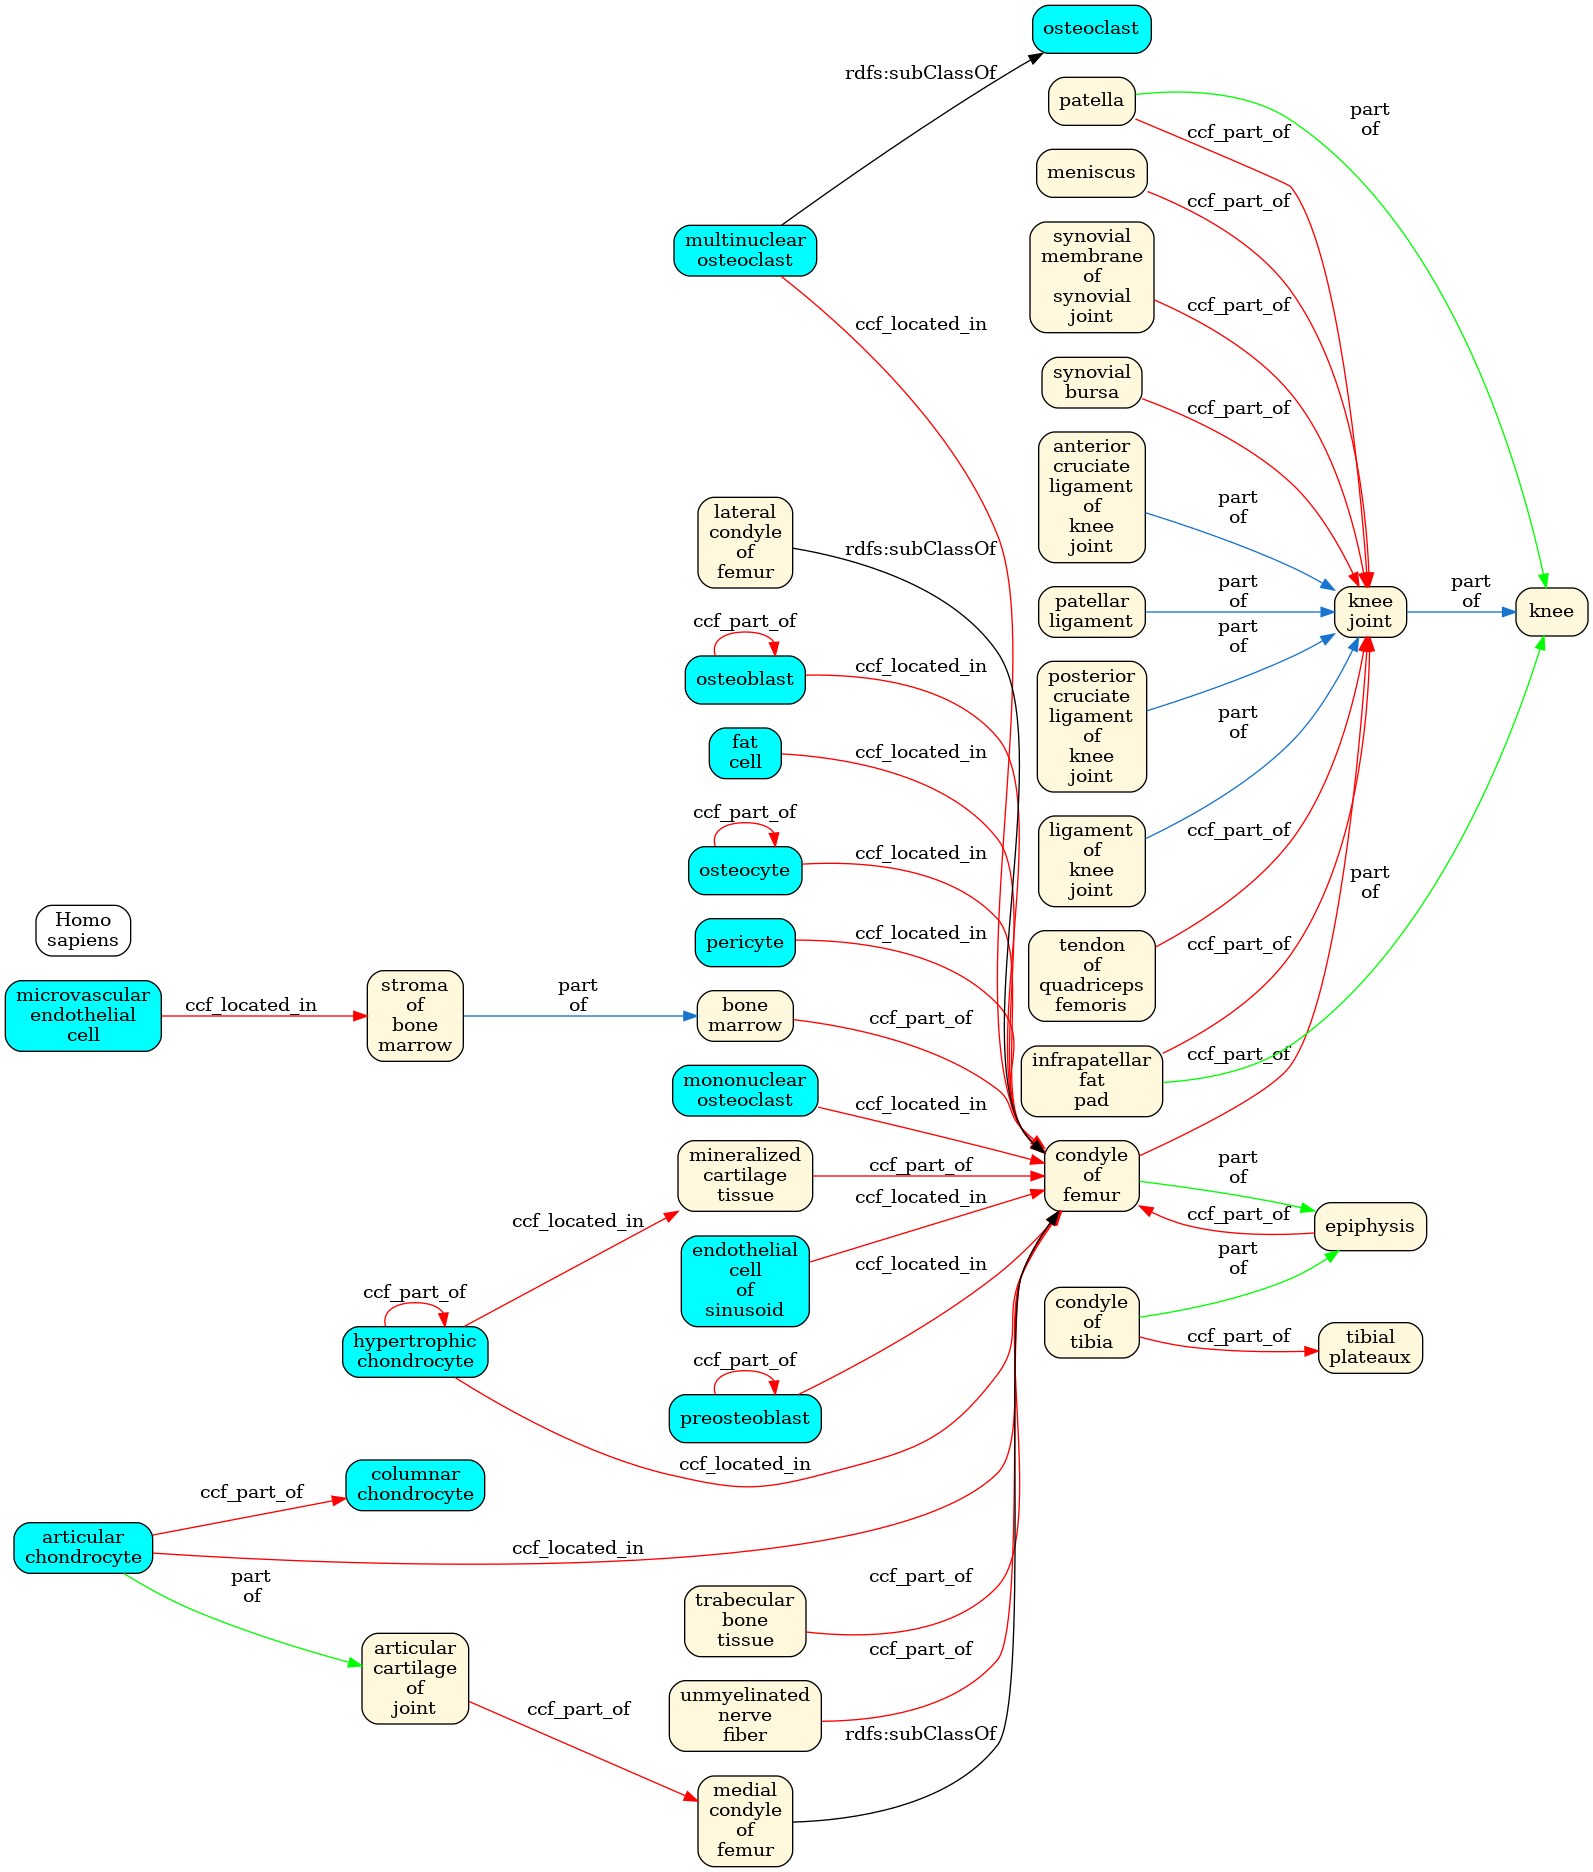 osteoclast
rdfs:subClassOf
patella
part
of
ccf_part_of
meniscus
ccf_part_of
multinuclear
osteoclast
synovial
membrane
of
synovial
joint
ccf_part_of
ccf_located_in
synovial
bursa
ccf_part_of
anterior
cruciate
ligament
of
knee
joint
part
of
lateral
condyle
of
femur
rdfs:subClassOf
patellar
ligament
part
of
knee
joint
part
of
knee
ccf_part_of
osteoblast
ccf_located_in
posterior
cruciate
ligament
of
knee
joint
part
of
fat
cell
ccf_located_in
part
of
ccf_part_of
osteocyte
ccf_located_in
ligament
of
knee
joint
ccf_part_of
part
of
Homo
sapiens
pericyte
ccf_located_in
tendon
of
quadriceps
femoris
ccf_part_of
microvascular
endothelial
cell
ccf_located_in
stroma
of
bone
marrow
part
of
bone
marrow
ccf_part_of
infrapatellar
fat
pad
ccf_part_of
mononuclear
osteoclast
ccf_located_in
mineralized
cartilage
tissue
ccf_part_of
condyle
of
femur
part
of
ccf_located_in
ccf_located_in
ccf_part_of
epiphysis
endothelial
cell
of
sinusoid
ccf_located_in
part
of
ccf_part_of
hypertrophic
chondrocyte
condyle
of
tibia
ccf_part_of
tibial
plateaux
ccf_part_of
preosteoblast
ccf_located_in
columnar
chondrocyte
ccf_part_of
articular
chondrocyte
ccf_located_in
part
of
trabecular
bone
tissue
ccf_part_of
articular
cartilage
of
joint
ccf_part_of
unmyelinated
nerve
fiber
ccf_part_of
rdfs:subClassOf
medial
condyle
of
femur